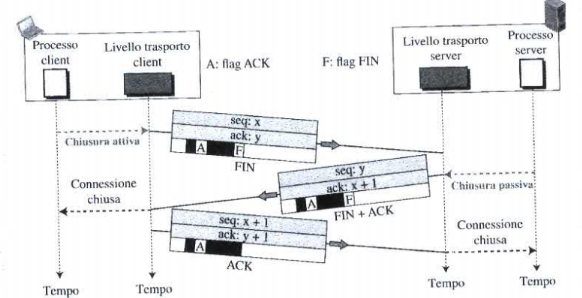 Processo
client
Livello trasporto
client
A: flag ACK
F: flag FIN
Livello trasporto
server
Processo
server
seq: x
ack: y
A
F
FIN
Chiusura attiva
seq: y
ack: x + 1
A
F
FIN + ACK
Chiusura passiva
Connessione
chiusa
seq: x + 1
ack: y + 1
A
ACK
Connessione
chiusa
Tempo
Tempo
Tempo
Tempo